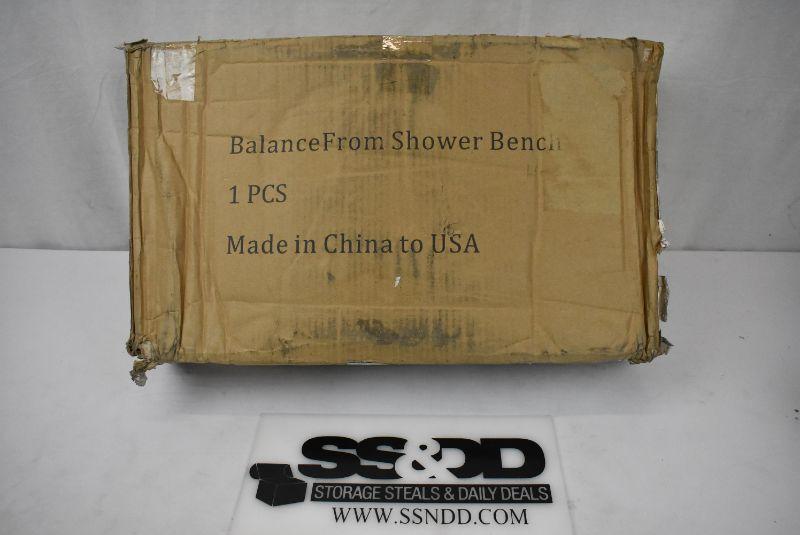 BalanceFrom Shower Bench
1 PCS
Made in China to USA
SS&DD
STORAGE STEALS & DAILY DEALS
WWW.SSNDD.COM